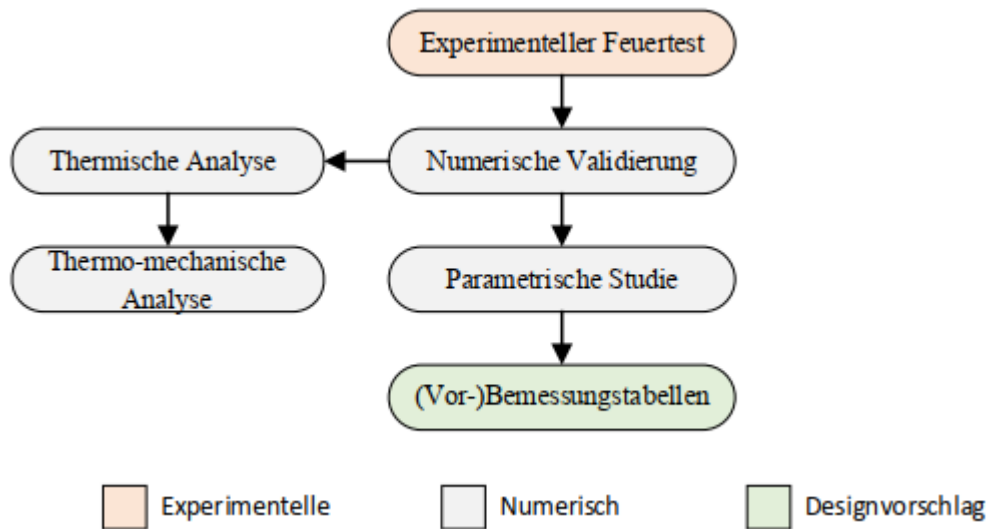 Experimenteller Feuertest
Thermische Analyse
Numerische Validierung
Thermo-mechanische
Analyse
Parametrische Studie
(Vor-)Bemessungstabellen
Experimentelle
Numerisch
Designvorschlag